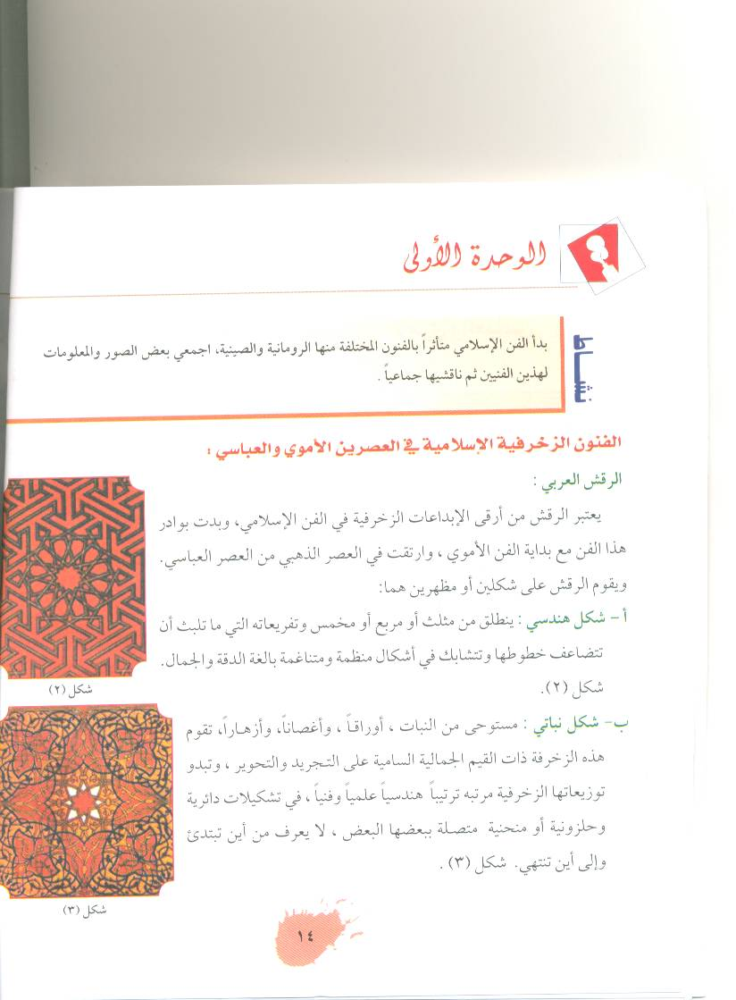 الوحدة الأولى
نشـــاط
بدأ الفن الإسلامي متأثراً بالفنون المختلفة منها الرومانية والصينية، اجمعي بعض الصور والمعلومات
لهذين الفنيين ثم ناقشيها جماعياً .
الفنون الزخرفية الإسلامية في العصرين الأموي والعباسي :
الرقش العربي :
يعتبر الرقش من أرقى الإبداعات الزخرفية في الفن الإسلامي، وبدت بوادر
هذا الفن مع بداية الفن الأموي ، وارتقت في العصر الذهبي من العصر العباسي.
ويقوم الرقش على شكلين أو مظهرين هما:
أ- شكل هندسي : ينطلق من مثلث أو مربع أو مخمس وتفريعاته التي ما تلبث أن
تتضاعف خطوطها وتتشابك في أشكال منظمة ومتناغمة بالغة الدقة والجمال.
شكل (٢).
شكل (٢)
ب- شكل نباتي : مستوحى من النبات ، أوراقـاً ، وأغصاناً، وأزهـاراً، تقوم
هذه الزخرفة ذات القيم الجمالية السامية على التـجريد والتحوير ، وتبدو
توزيعاتها الزخرفية مرتبه ترتيباً هندسياً علمياً وفنياً ، في تشكيلات دائرية
وحلزونية أو منحنية متصلة ببعضها البعض ، لا يعرف من أين تبتدئ
وإلى أين تنتهي. شكل (٣) .
شكل (٣)
١٤